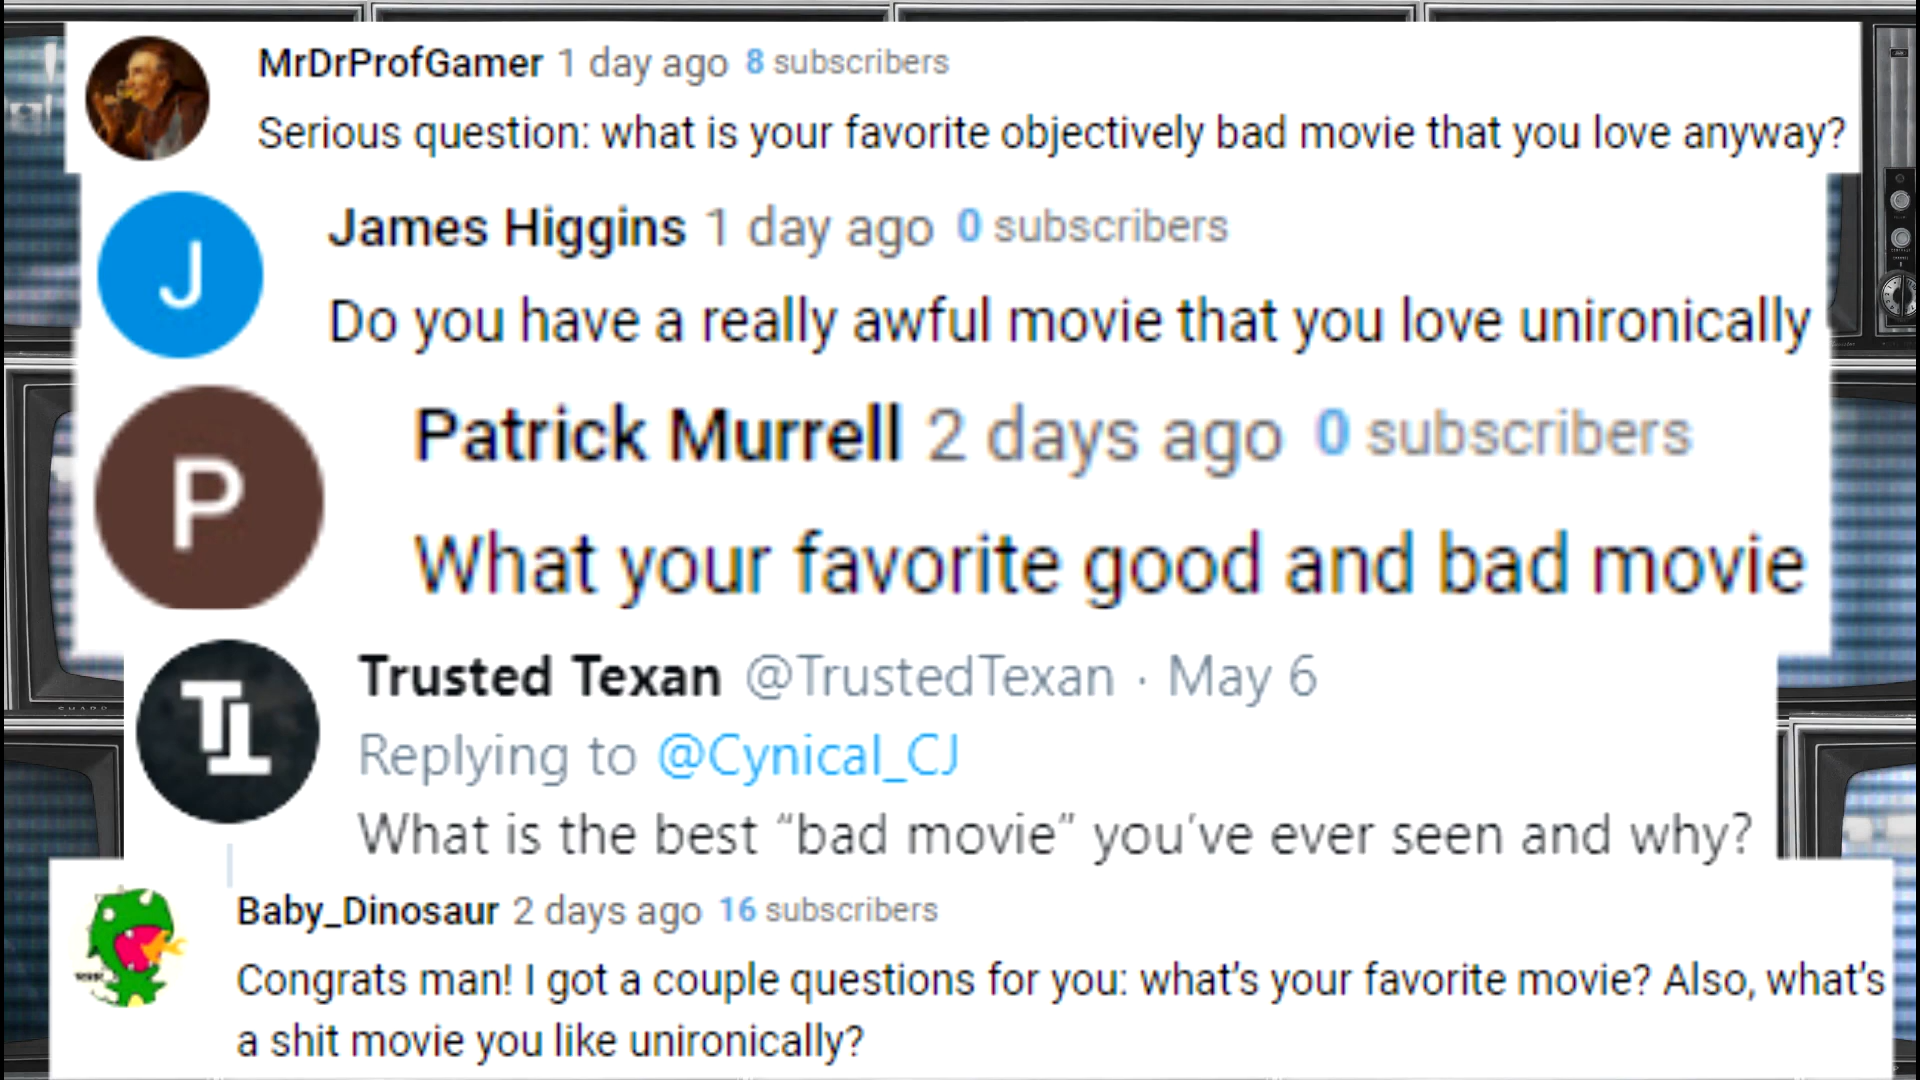 MrDrProfGamer 1 day ago 8 subscribers
Serious question: what is your favorite objectively bad movie that you love anyway?
J
James Higgins 1 day ago 0 subscribers
Do you have a really awful movie that you love unironically
P
Patrick Murrell 2 days ago 0 subscribers
What your favorite good and bad movie
Trusted Texan @TrustedTexan · May 6
Replying to @Cynical_CJ
What is the best “bad movie” you've ever seen and why?
SHARP
Baby_Dinosaur 2 days ago 16 subscribers
Congrats man! I got a couple questions for you: what's your favorite movie? Also, what's
a shit movie you like unironically?